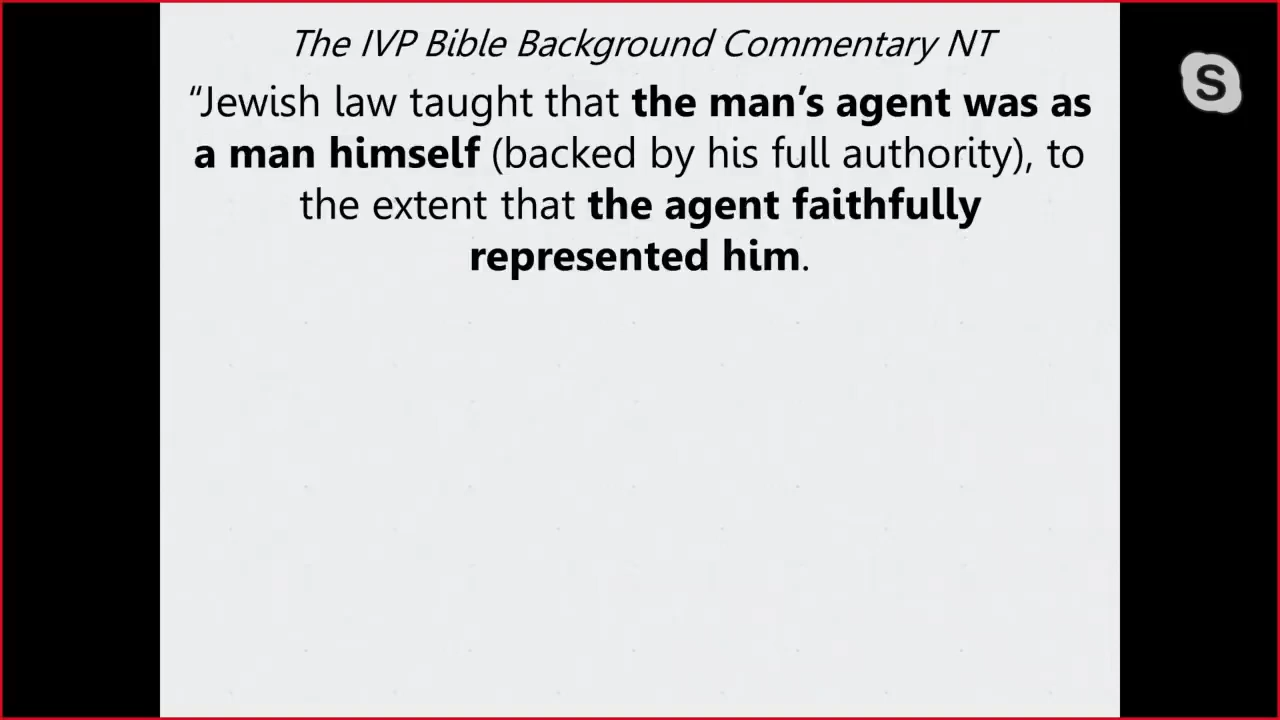 The IVP Bible Background Commentary NT
“Jewish law taught that the man’s agent was as
a man himself (backed by his full authority), to
the extent that the agent faithfully
represented him.
S